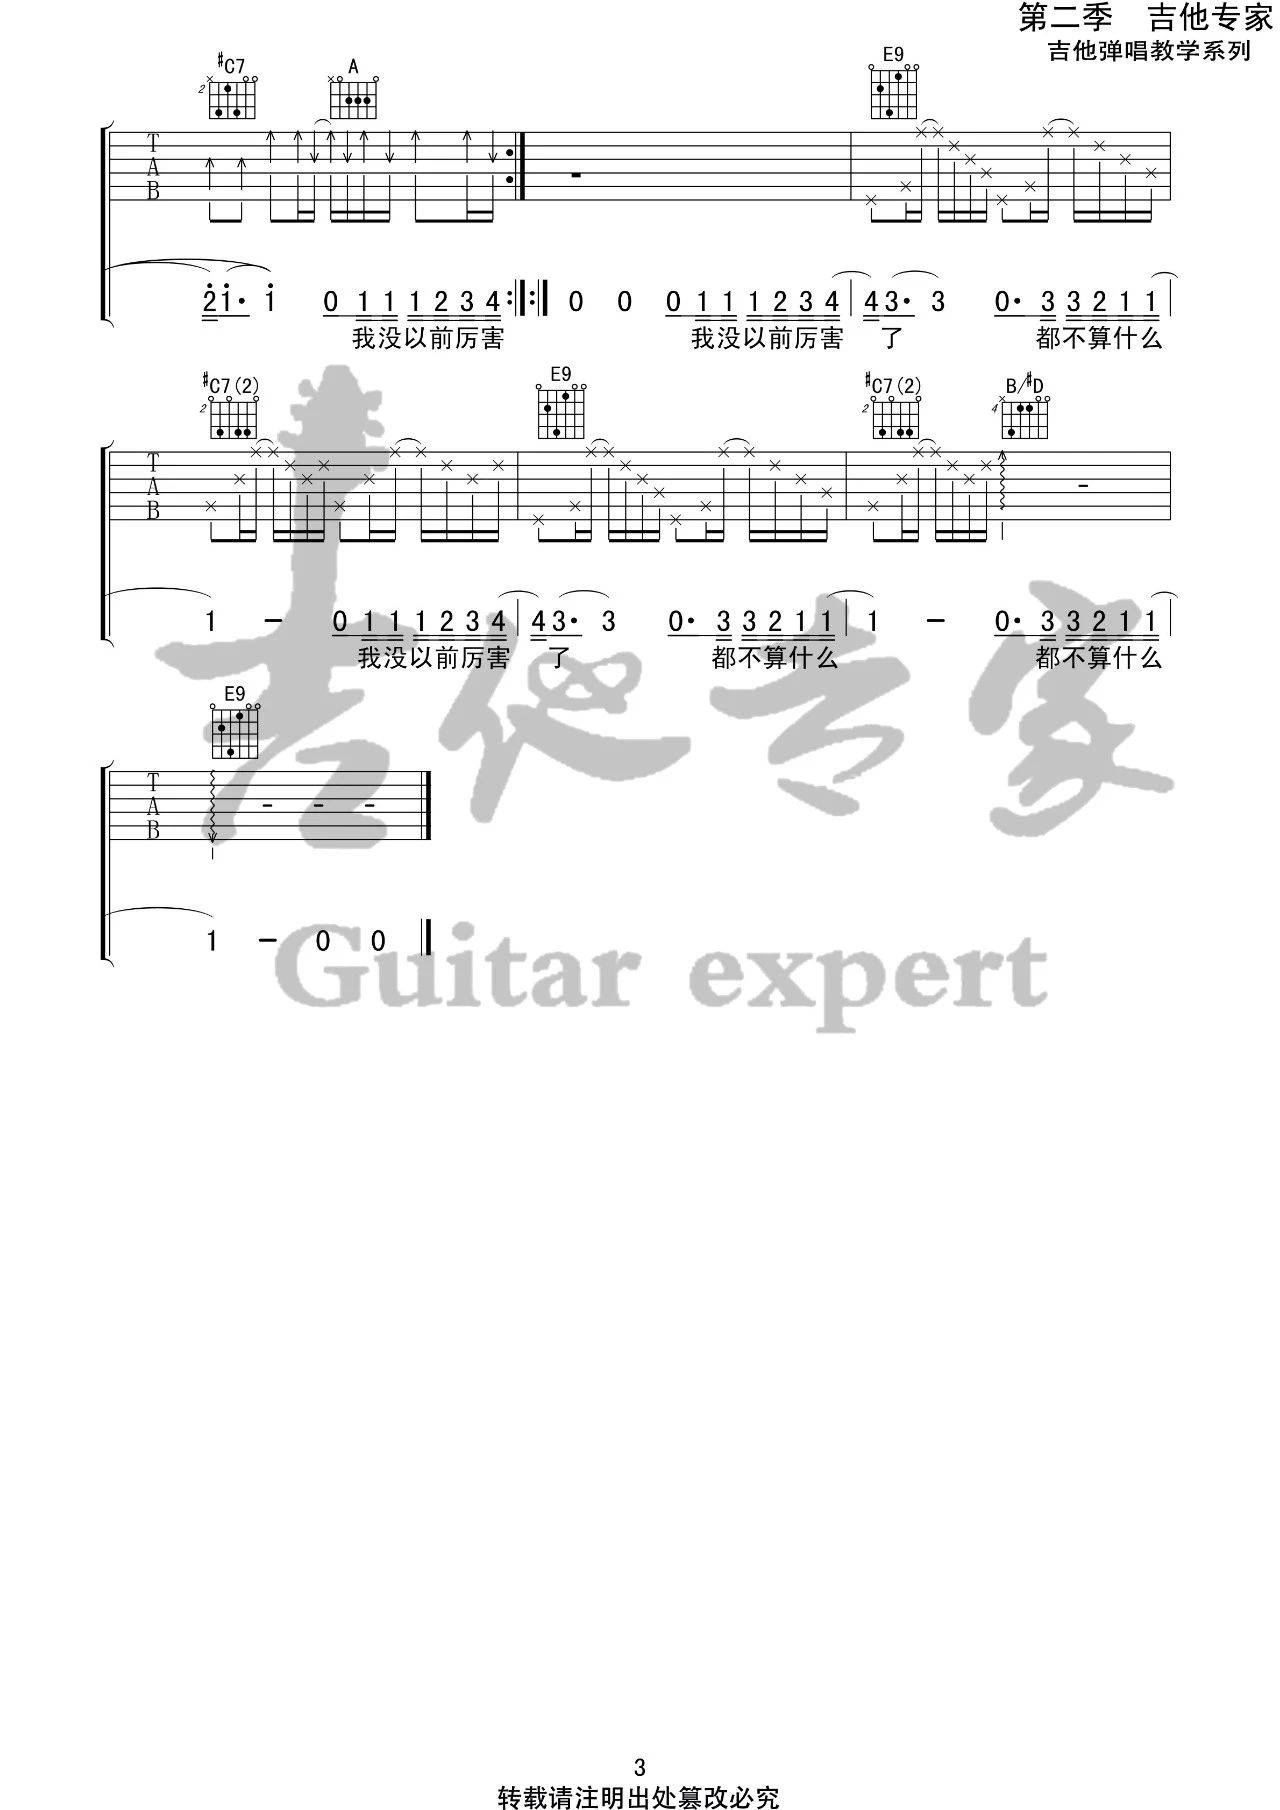 第二季 吉他专家
吉他弹唱教学系列
#C7 A E9
2
T
A
B
2 1· 1 0 1 1 1 2 3 4 :||: 0 0 0 1 1 1 2 3 4 | 4 3· 3 0· 3 3 2 1 1
我没以前厉害 我没以前厉害 了 都不算什么
#C7(2) E9 #C7(2) B/#D
2 2 4
T
A
B
1 - 0 1 1 1 2 3 4 | 4 3· 3 0· 3 3 2 1 1 | 1 - 0· 3 3 2 1 1
我没以前厉害 了 都不算什么 都不算什么
E9
T
A
B
1 - 0 0
吉他专家
Guitar expert
3
转载请注明出处篡改必究